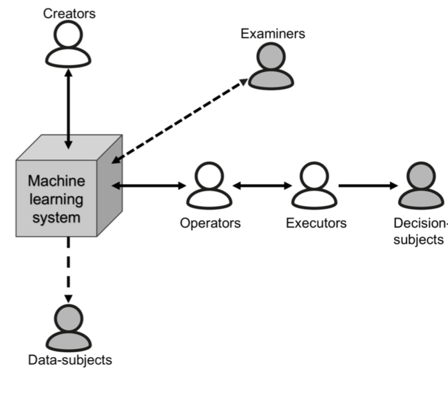 Creators
Examiners
Machine
learning
system
Operators
Executors
Decision-
subjects
Data-subjects